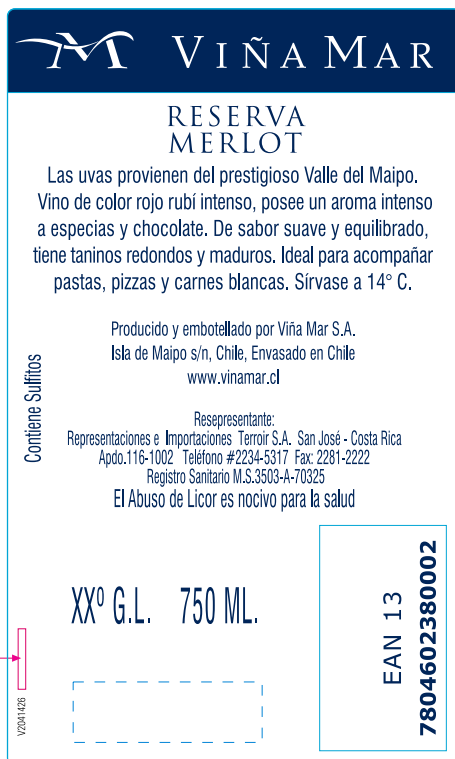 VIÑA MAR
RESERVA
MERLOT
Las uvas provienen del prestigioso Valle del Maipo.
Vino de color rojo rubí intenso, posee un aroma intenso
a especias y chocolate. De sabor suave y equilibrado,
tiene taninos redondos y maduros. Ideal para acompañar
pastas, pizzas y carnes blancas. Sírvase a 14° C.
Producido y embotellado por Viña Mar S.A.
Isla de Maipo s/n, Chile, Envasado en Chile
www.vinamar.cl
Contiene Sulfitos
Resepresentante:
Representaciones e Importaciones Terroir S.A. San José - Costa Rica
Apdo.116-1002 Teléfono #2234-5317 Fax: 2281-2222
Registro Sanitario M.S.3503-A-70325
El Abuso de Licor es nocivo para la salud
XXº G.L. 750 ML.
EAN 13
7804602380002
V2041426